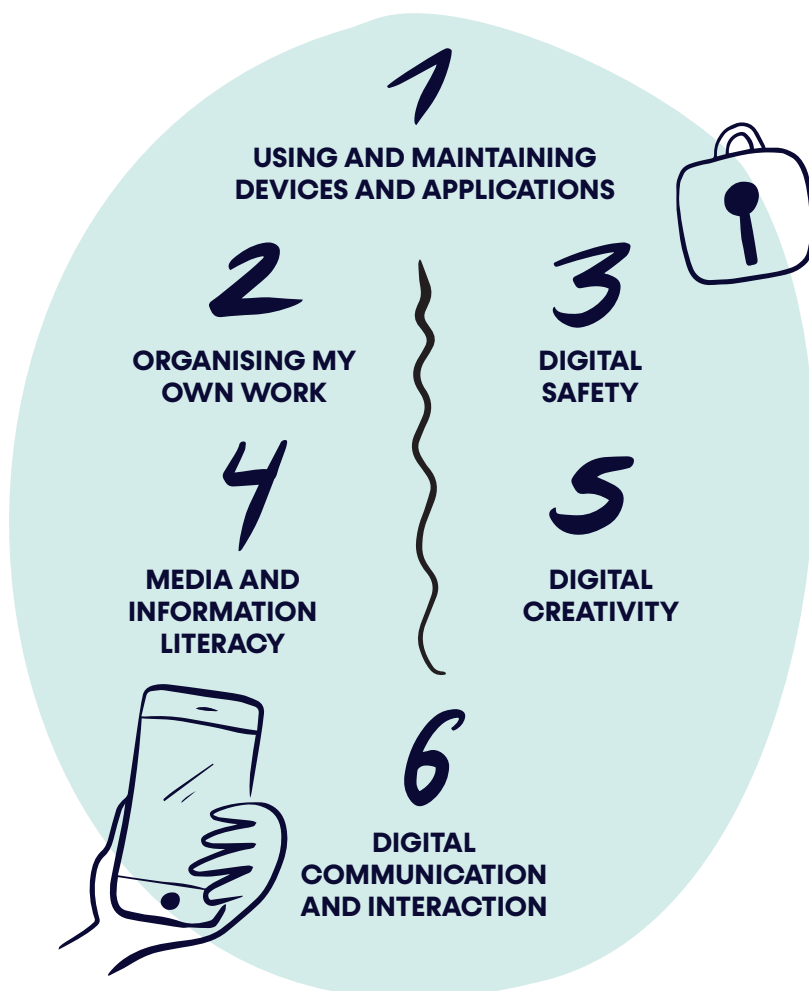 1
USING AND MAINTAINING
DEVICES AND APPLICATIONS
2
ORGANISING MY
OWN WORK
3
DIGITAL
SAFETY
4
MEDIA AND
INFORMATION
LITERACY
5
DIGITAL
CREATIVITY
6
DIGITAL
COMMUNICATION
AND INTERACTION